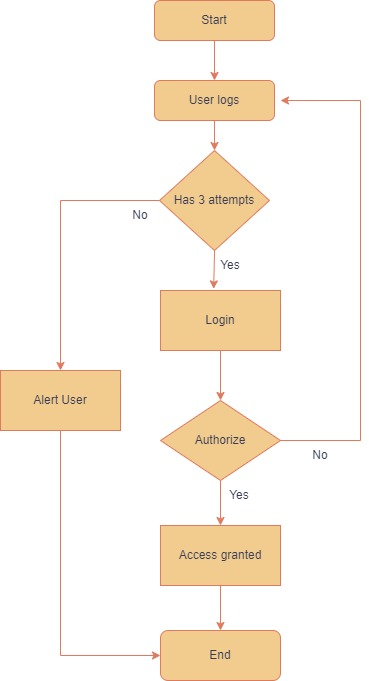 Start
User logs
Has 3 attempts
No
Yes
Login
Alert User
Authorize
No
Yes
Access granted
End